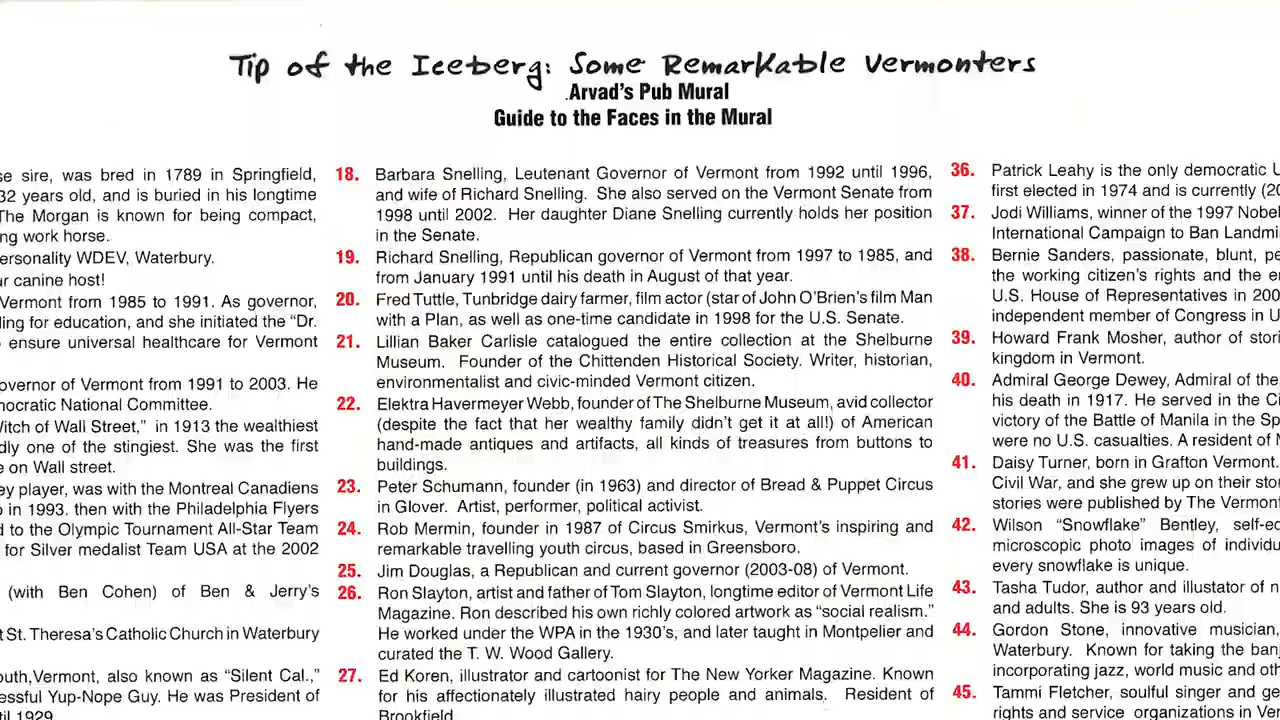 Tip of the Iceberg: Some Remarkable Vermonters
Arvad's Pub Mural
Guide to the Faces in the Mural
se sire, was bred in 1789 in Springfield,
32 years old, and is buried in his longtime
The Morgan is known for being compact,
ng work horse.
ersonality WDEV, Waterbury.
ur canine host!
Vermont from 1985 to 1991. As governor,
ling for education, and she initiated the "Dr.
ensure universal healthcare for Vermont
overnor of Vermont from 1991 to 2003. He
nocratic National Committee.
Witch of Wall Street," in 1913 the wealthiest
dly one of the stingiest. She was the first
e on Wall street.
ey player, was with the Montreal Canadiens
in 1993. then with the Philadelphia Flyers
d to the Olympic Tournament All-Star Team
for Silver medalist Team USA at the 2002
(with Ben Cohen) of Ben & Jerry's
t St. Theresa's Catholic Church in Waterbury
outh,Vermont, also known as "Silent Cal.,"
essful Yup-Nope Guy. He was President of
til 1929
18. Barbara Snelling, Leutenant Governor of Vermont from 1992 until 1996,
and wife of Richard Snelling. She also served on the Vermont Senate from
1998 until 2002. Her daughter Diane Snelling currently holds her position
in the Senate.
19. Richard Snelling, Republican governor of Vermont from 1997 to 1985, and
from January 1991 until his death in August of that year.
20. Fred Tuttle, Tunbridge dairy farmer, film actor (star of John O'Brien's film Man
with a Plan, as well as one-time candidate in 1998 for the U.S. Senate.
21. Lillian Baker Carlisle catalogued the entire collection at the Shelburne
Museum. Founder of the Chittenden Historical Society. Writer, historian,
environmentalist and civic-minded Vermont citizen.
22. Elektra Havermeyer Webb, founder of The Shelburne Museum, avid collector
(despite the fact that her wealthy family didn't get it at all!) of American
hand-made antiques and artifacts, all kinds of treasures from buttons to
buildings.
23. Peter Schumann, founder (in 1963) and director of Bread & Puppet Circus
in Glover. Artist, performer, political activist.
24. Rob Mermin, founder in 1987 of Circus Smirkus, Vermont's inspiring and
remarkable travelling youth circus, based in Greensboro.
25. Jim Douglas, a Republican and current governor (2003-08) of Vermont.
26. Ron Slayton, artist and father of Tom Slayton, longtime editor of Vermont Life
Magazine. Ron described his own richly colored artwork as "social realism."
He worked under the WPA in the 1930's, and later taught in Montpelier and
curated the T. W. Wood Gallery.
27. Ed Koren, illustrator and cartoonist for The New Yorker Magazine. Known
for his affectionately illustrated hairy people and animals. Resident of
Brookfield.
36. Patrick Leahy is the only democratic U
first elected in 1974 and is currently (20
37. Jodi Williams, winner of the 1997 Nobel
International Campaign to Ban Landmi
38. Bernie Sanders, passionate, blunt, pe
the working citizen's rights and the e
U.S. House of Representatives in 200
independent member of Congress in U
39. Howard Frank Mosher, author of stori
kingdom in Vermont.
40. Admiral George Dewey, Admiral of the
his death in 1917. He served in the Ci
victory of the Battle of Manila in the Sp
were no U.S. casualties. A resident of M
41. Daisy Turner, born in Grafton Vermont.
Civil War, and she grew up on their stor
stories were published by The Vermont
42. Wilson "Snowflake" Bentley, self-ed
microscopic photo images of individu
every snowflake is unique.
43. Tasha Tudor, author and illustator of n
and adults. She is 93 years old.
44. Gordon Stone, innovative musician,
Waterbury. Known for taking the banj
incorporating jazz, world music and oth
45. Tammi Fletcher, soulful singer and ge
rights and service organizations in Ver